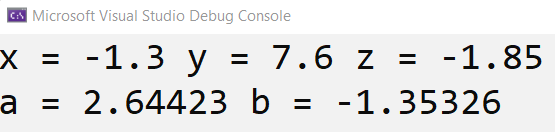 Microsoft Visual Studio Debug Console
x = -1.3 y = 7.6 z = -1.85
a = 2.64423 b = -1.35326